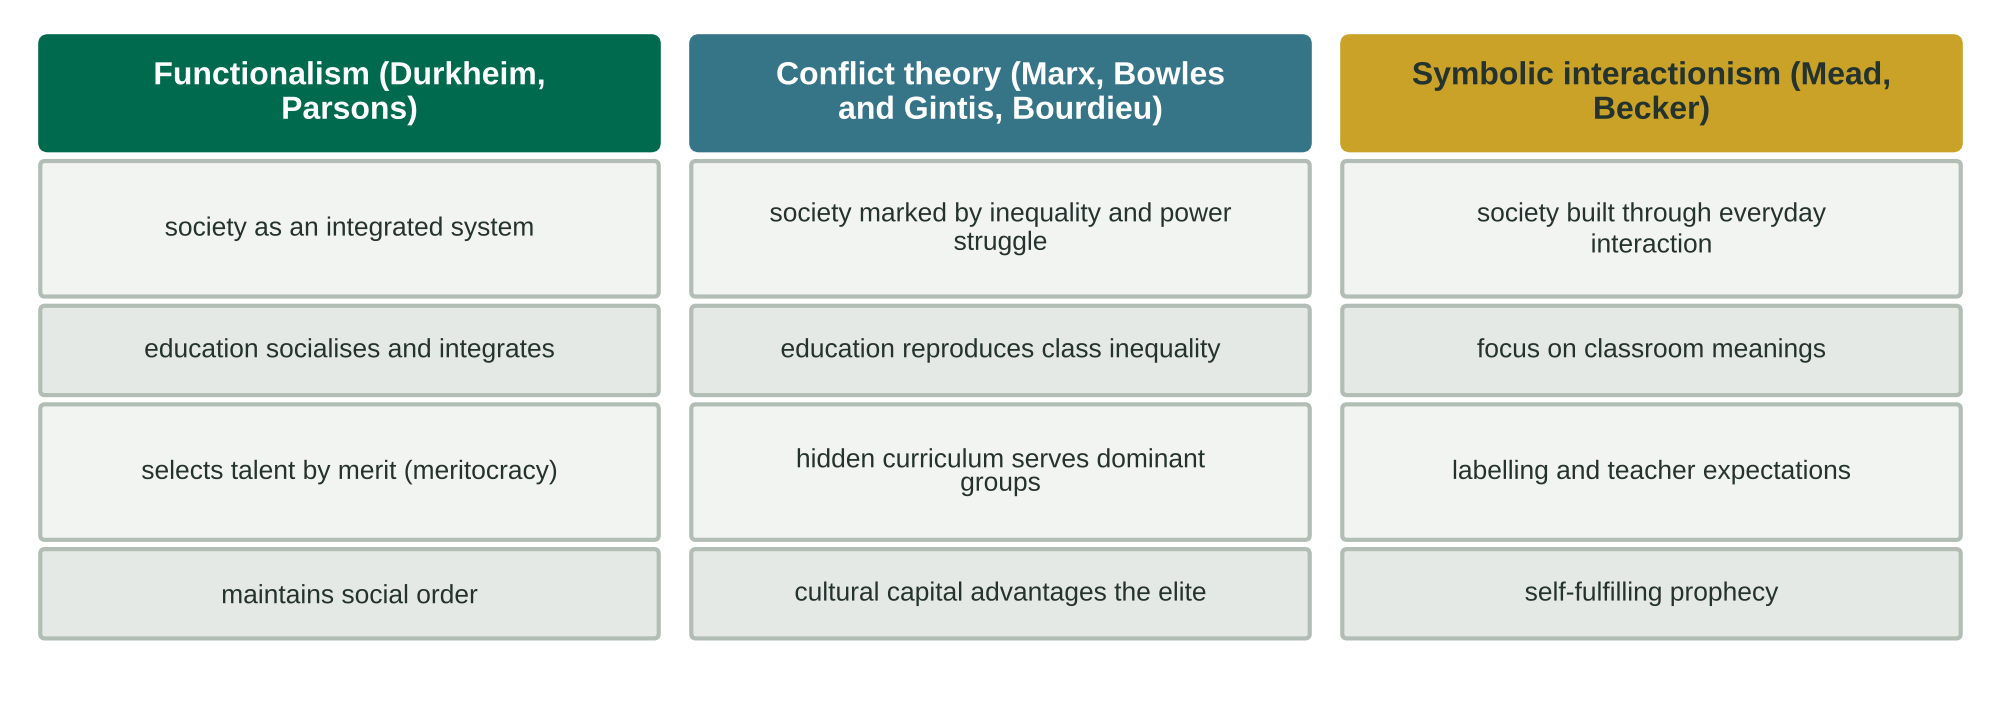 Functionalism (Durkheim,
Parsons)
society as an integrated system
education socialises and integrates
selects talent by merit (meritocracy)
maintains social order
Conflict theory (Marx, Bowles
and Gintis, Bourdieu)
society marked by inequality and power
struggle
education reproduces class inequality
hidden curriculum serves dominant
groups
cultural capital advantages the elite
Symbolic interactionism (Mead,
Becker)
society built through everyday
interaction
focus on classroom meanings
labelling and teacher expectations
self-fulfilling prophecy